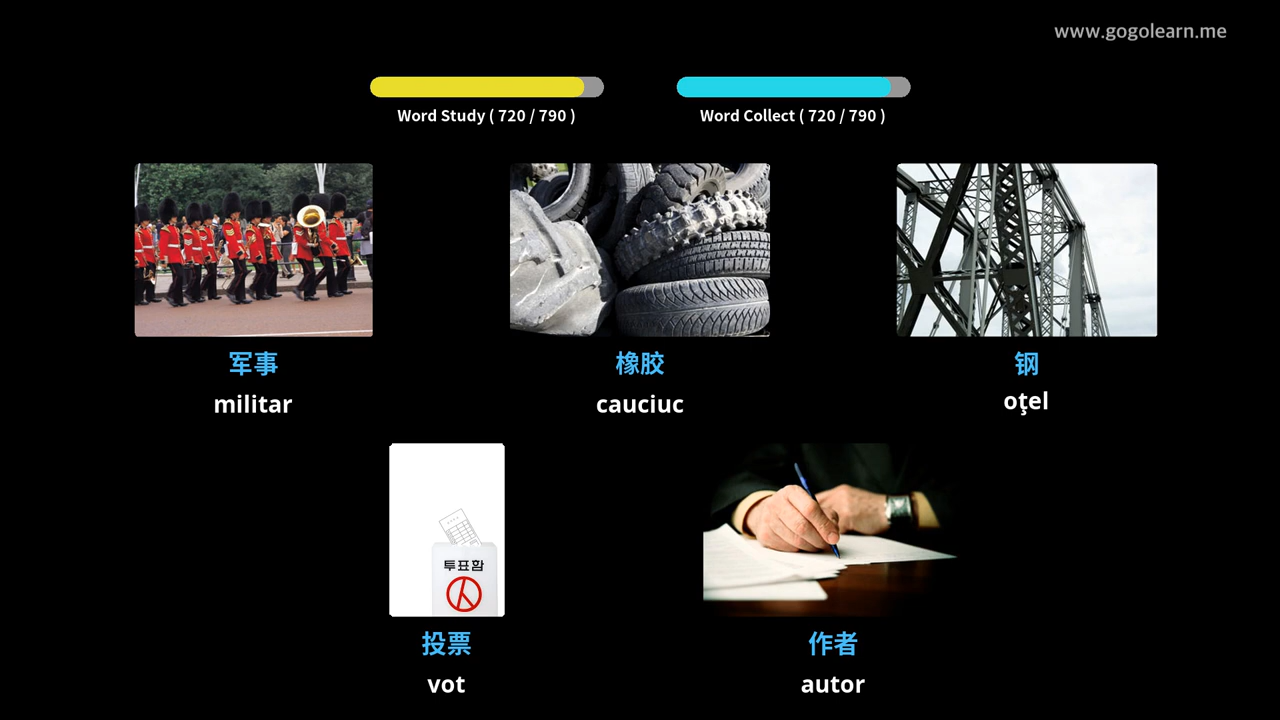 www.gogolearn.me
Word Study ( 720 / 790 )
Word Collect ( 720 / 790 )
军事
militar
橡胶
cauciuc
钢
oţel
투표함
投票
vot
作者
autor